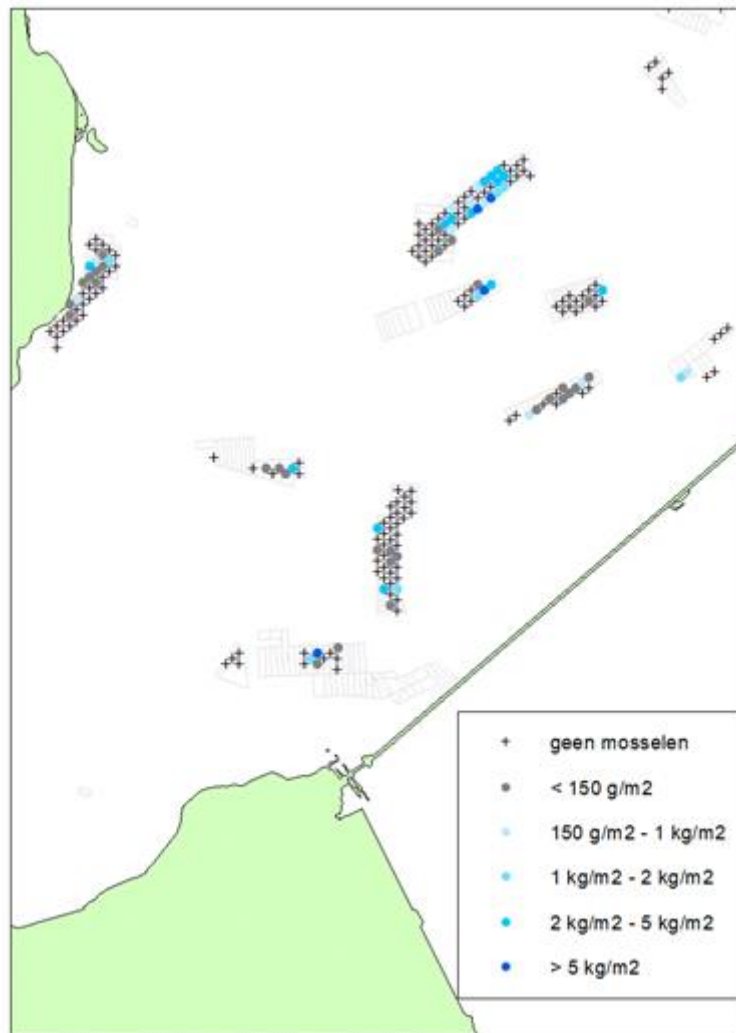 geen mosselen
< 150 g/m2
150 g/m2 - 1 kg/m2
1 kg/m2 - 2 kg/m2
2 kg/m2 - 5 kg/m2
> 5 kg/m2